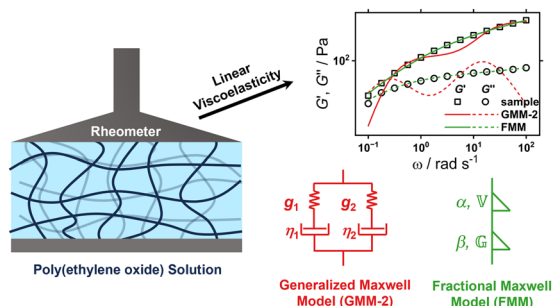 Rheometer
Poly(ethylene oxide) Solution
Linear
Viscoelasticity
G', G'' / Pa
10²
G' G''
sample
GMM-2
FMM
10⁻¹ 10⁰ 10¹ 10²
ω / rad s⁻¹
g₁ g₂
η₁ η₂
Generalized Maxwell
Model (GMM-2)
α, 𝕍
β, 𝔾
Fractional Maxwell
Model (FMM)